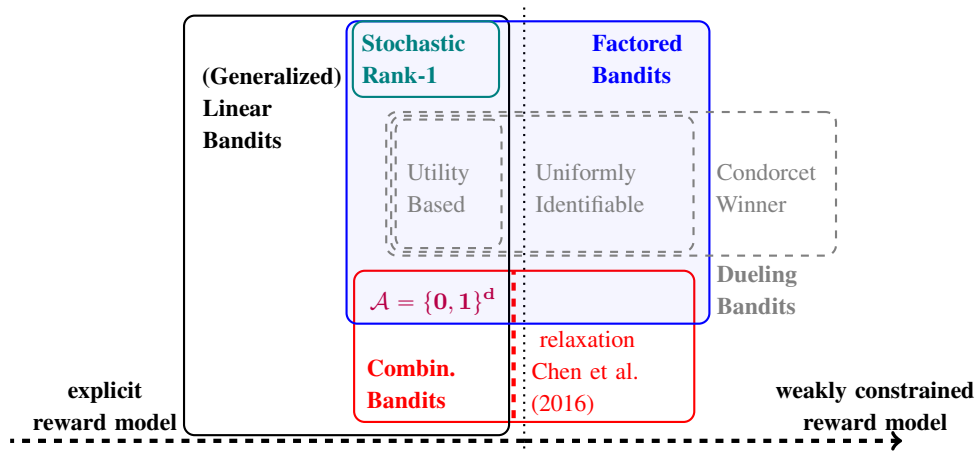 Stochastic
Rank-1
Factored
Bandits
(Generalized)
Linear
Bandits
Utility
Based
Uniformly
Identifiable
Condorcet
Winner
Dueling
Bandits
𝒜 = {0, 1}^d
relaxation
Chen et al.
(2016)
Combin.
Bandits
explicit
reward model
weakly constrained
reward model